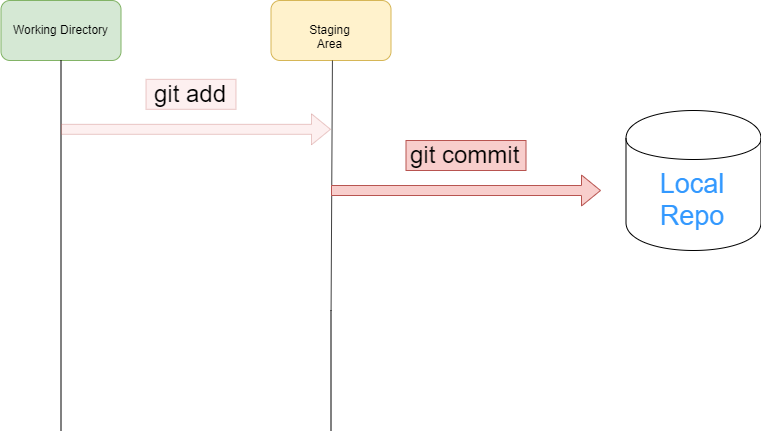 Working Directory
Staging
Area
git add
git commit
Local
Repo